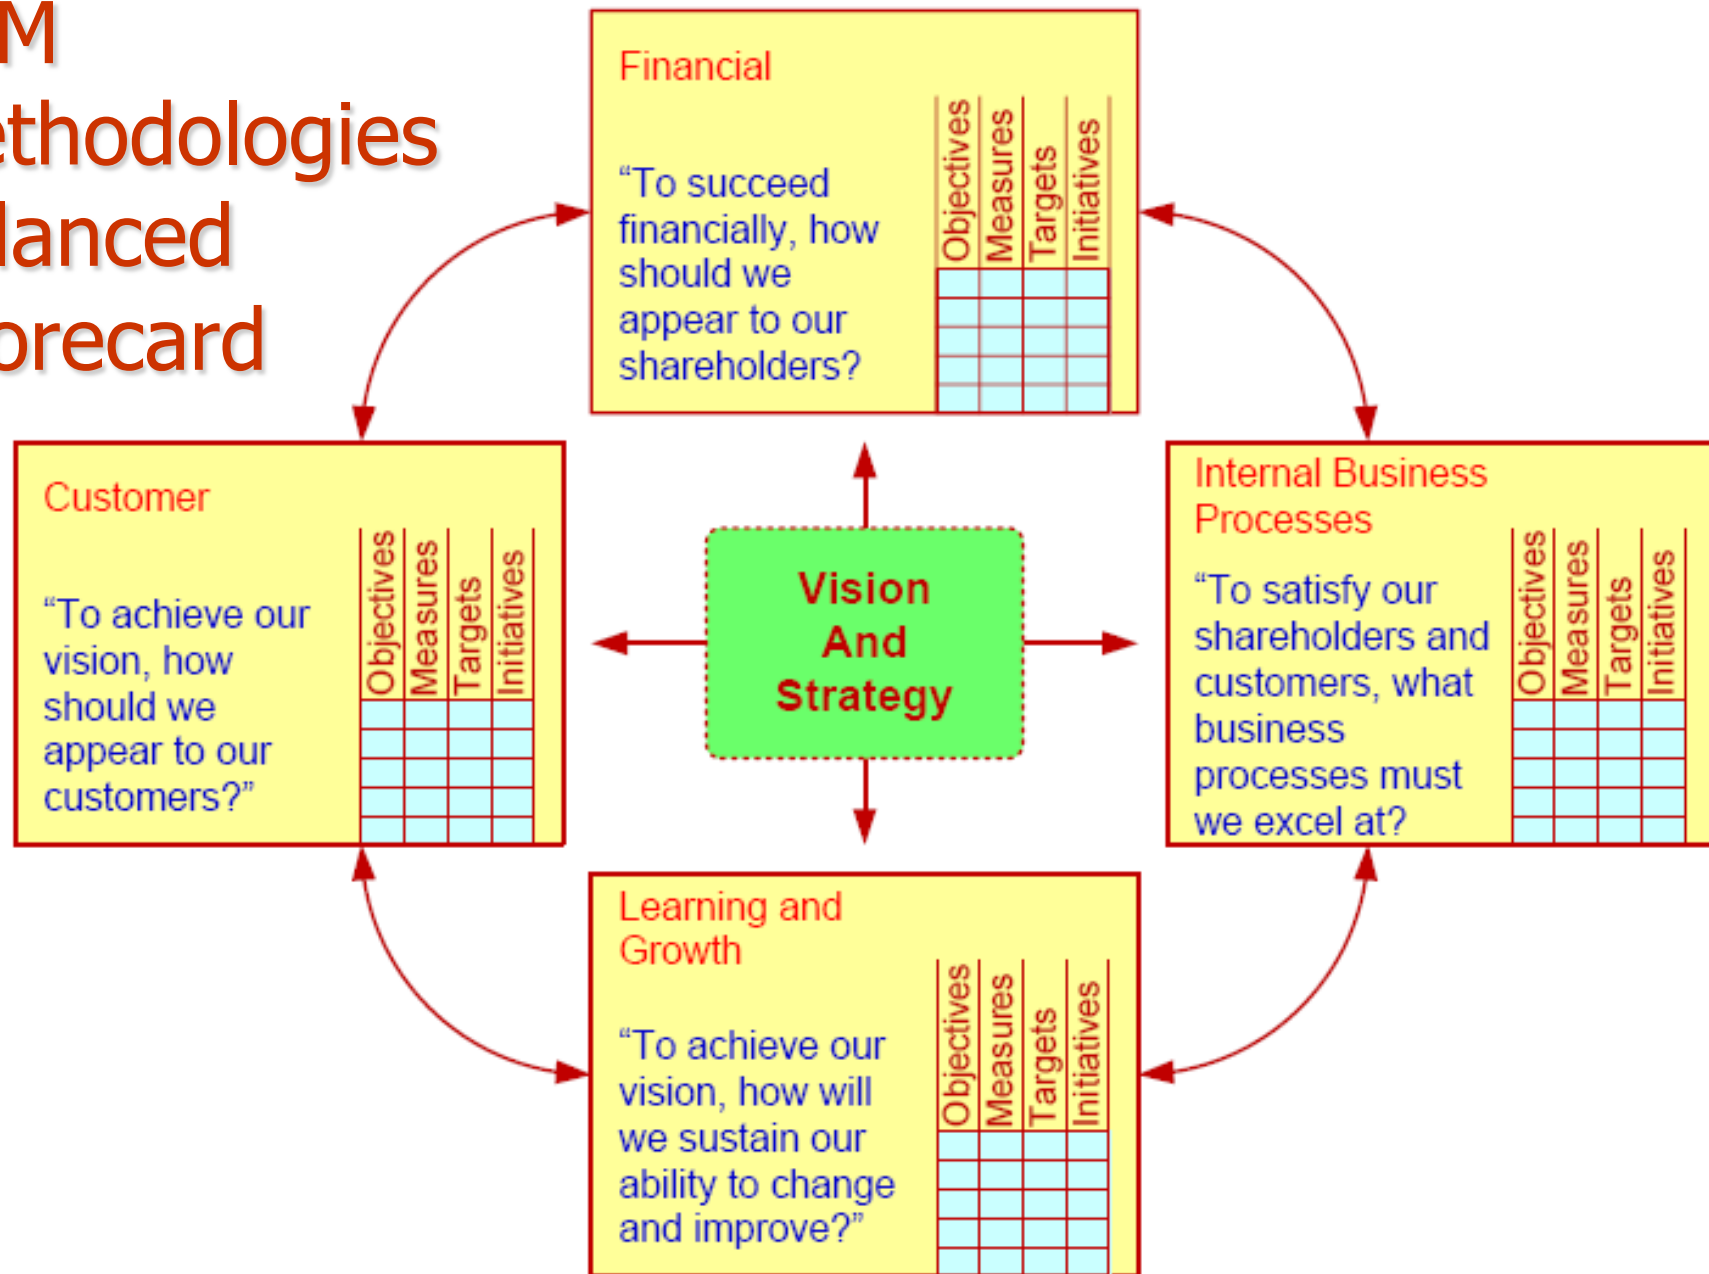 M
ethodologies
lanced
orecard
Financial
“To succeed
financially, how
should we
appear to our
shareholders?
Objectives
Measures
Targets
Initiatives
Customer
“To achieve our
vision, how
should we
appear to our
customers?”
Objectives
Measures
Targets
Initiatives
Vision
And
Strategy
Internal Business
Processes
“To satisfy our
shareholders and
customers, what
business
processes must
we excel at?
Objectives
Measures
Targets
Initiatives
Learning and
Growth
“To achieve our
vision, how will
we sustain our
ability to change
and improve?”
Objectives
Measures
Targets
Initiatives